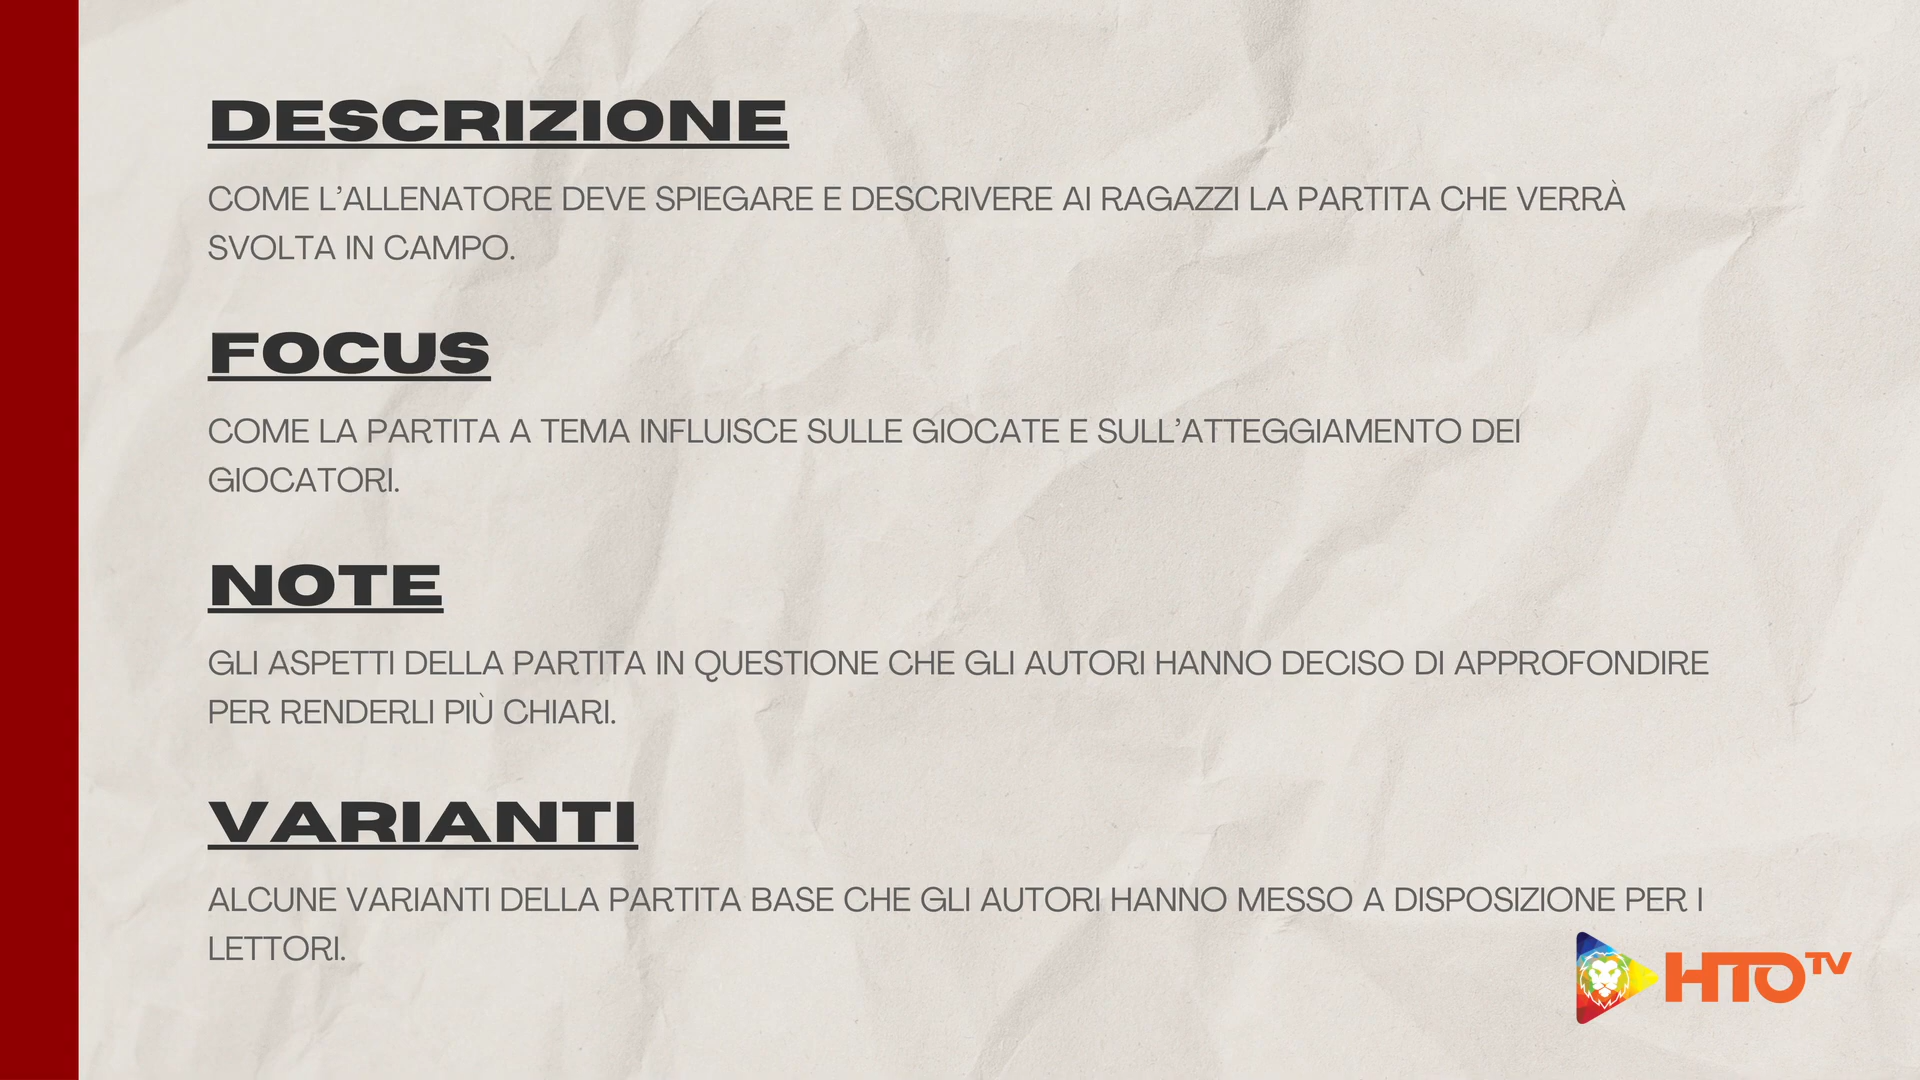 DESCRIZIONE
COME L’ALLENATORE DEVE SPIEGARE E DESCRIVERE AI RAGAZZI LA PARTITA CHE VERRÀ
SVOLTA IN CAMPO.
FOCUS
COME LA PARTITA A TEMA INFLUISCE SULLE GIOCATE E SULL’ATTEGGIAMENTO DEI
GIOCATORI.
NOTE
GLI ASPETTI DELLA PARTITA IN QUESTIONE CHE GLI AUTORI HANNO DECISO DI APPROFONDIRE
PER RENDERLI PIÙ CHIARI.
VARIANTI
ALCUNE VARIANTI DELLA PARTITA BASE CHE GLI AUTORI HANNO MESSO A DISPOSIZIONE PER I
LETTORI.
HTO TV